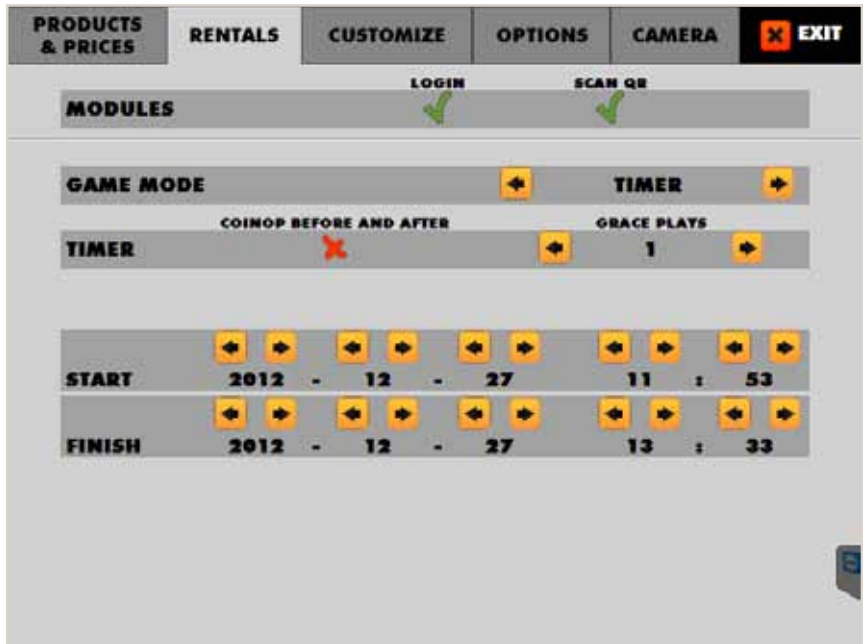 PRODUCTS & PRICES RENTALS CUSTOMIZE OPTIONS CAMERA EXIT
LOGIN SCAN QR
MODULES
GAME MODE TIMER
COINOP BEFORE AND AFTER GRACE PLAYS
TIMER 1
START 2012 - 12 - 27 11 : 53
FINISH 2012 - 12 - 27 13 : 33